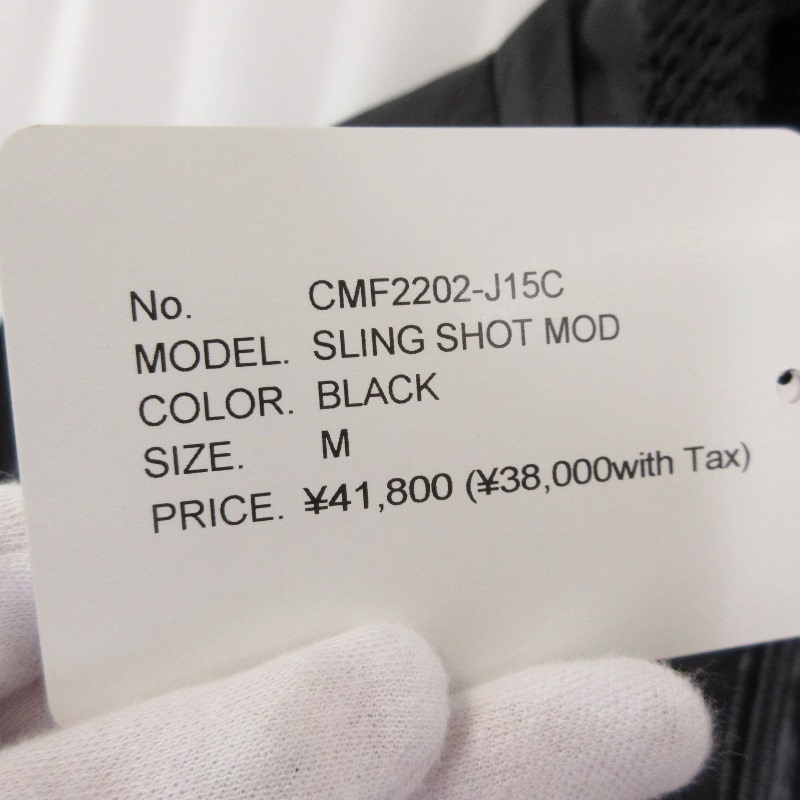 No. CMF2202-J15C
MODEL. SLING SHOT MOD
COLOR. BLACK
SIZE. M
PRICE. ¥41,800 (¥38,000with Tax)